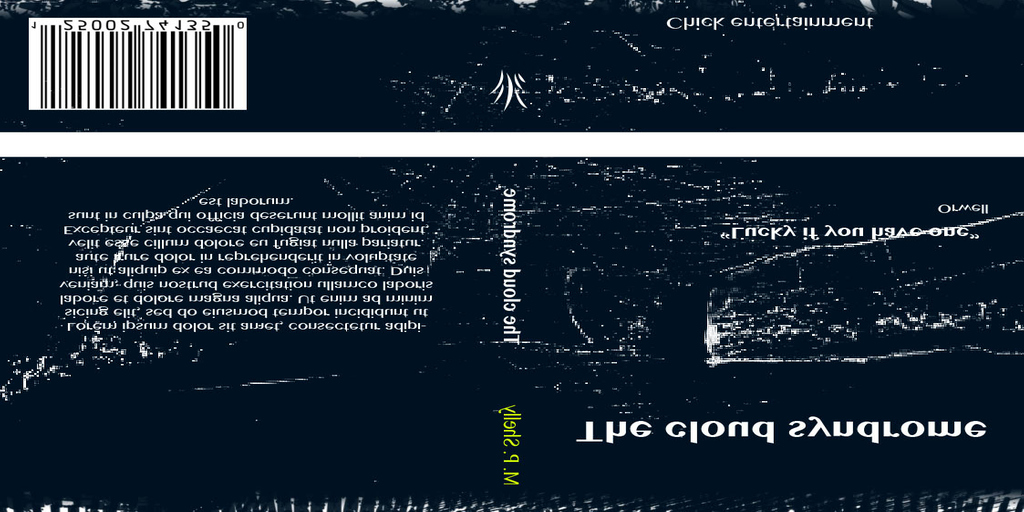 The cloud syndrome
“Lucky if you have one”
Orwell
Chick entertainment
M. P. Shelly
The cloud syndrome
Lorem ipsum dolor sit amet, consectetur adipi-
sicing elit, sed do eiusmod tempor incididunt ut
labore et dolore magna aliqua. Ut enim ad minim
veniam, quis nostrud exercitation ullamco laboris
nisi ut aliquip ex ea commodo consequat. Duis
aute irure dolor in reprehenderit in voluptate
velit esse cillum dolore eu fugiat nulla pariatur.
Excepteur sint occaecat cupidatat non proident
sunt in culpa qui officia deserunt mollit anim id
est laborum.
1 25002 74135 0